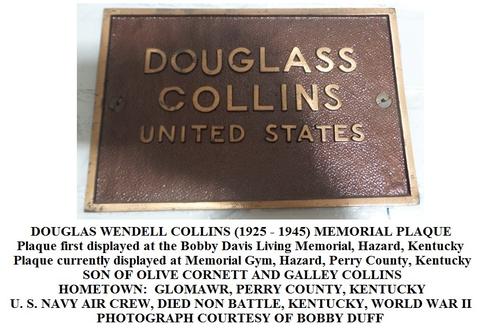 DOUGLASS
COLLINS
UNITED STATES
DOUGLAS WENDELL COLLINS (1925 - 1945) MEMORIAL PLAQUE
Plaque first displayed at the Bobby Davis Living Memorial, Hazard, Kentucky
Plaque currently displayed at Memorial Gym, Hazard, Perry County, Kentucky
SON OF OLIVE CORNETT AND GALLEY COLLINS
HOMETOWN: GLOMAWR, PERRY COUNTY, KENTUCKY
U. S. NAVY AIR CREW, DIED NON BATTLE, KENTUCKY, WORLD WAR II
PHOTOGRAPH COURTESY OF BOBBY DUFF